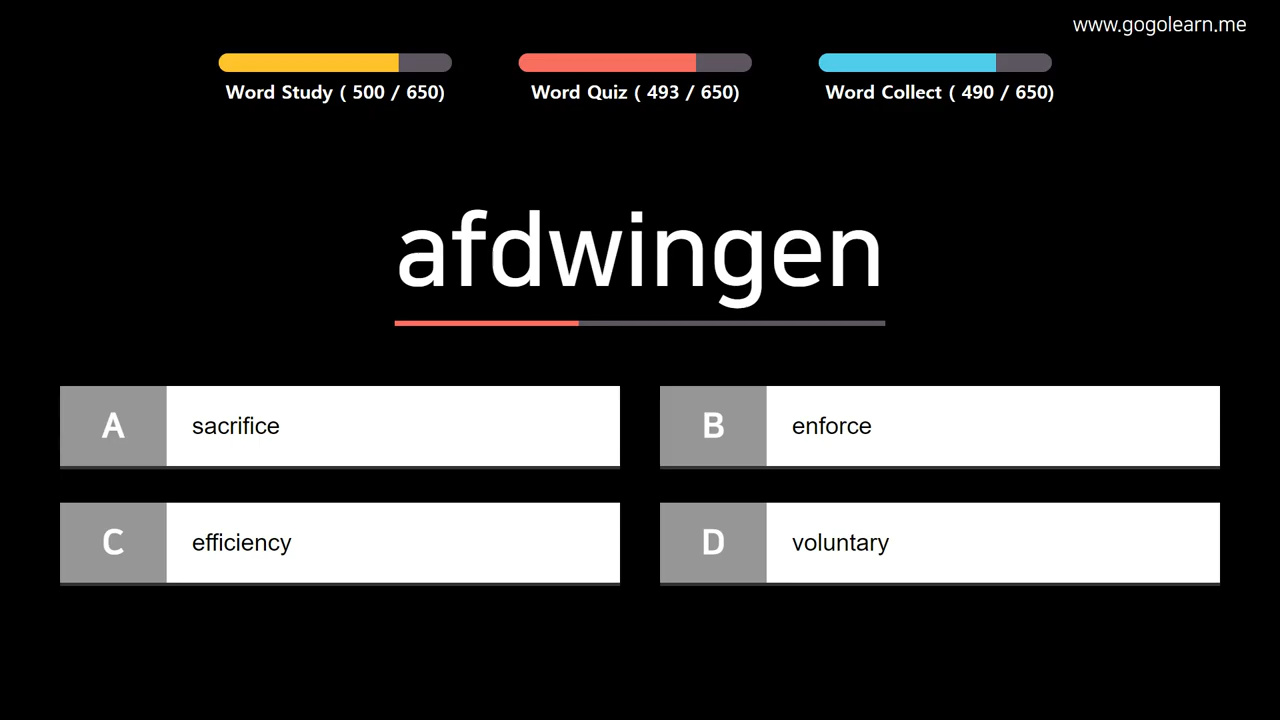 www.gogolearn.me
Word Study ( 500 / 650)
Word Quiz ( 493 / 650)
Word Collect ( 490 / 650)
afdwingen
A sacrifice
B enforce
C efficiency
D voluntary